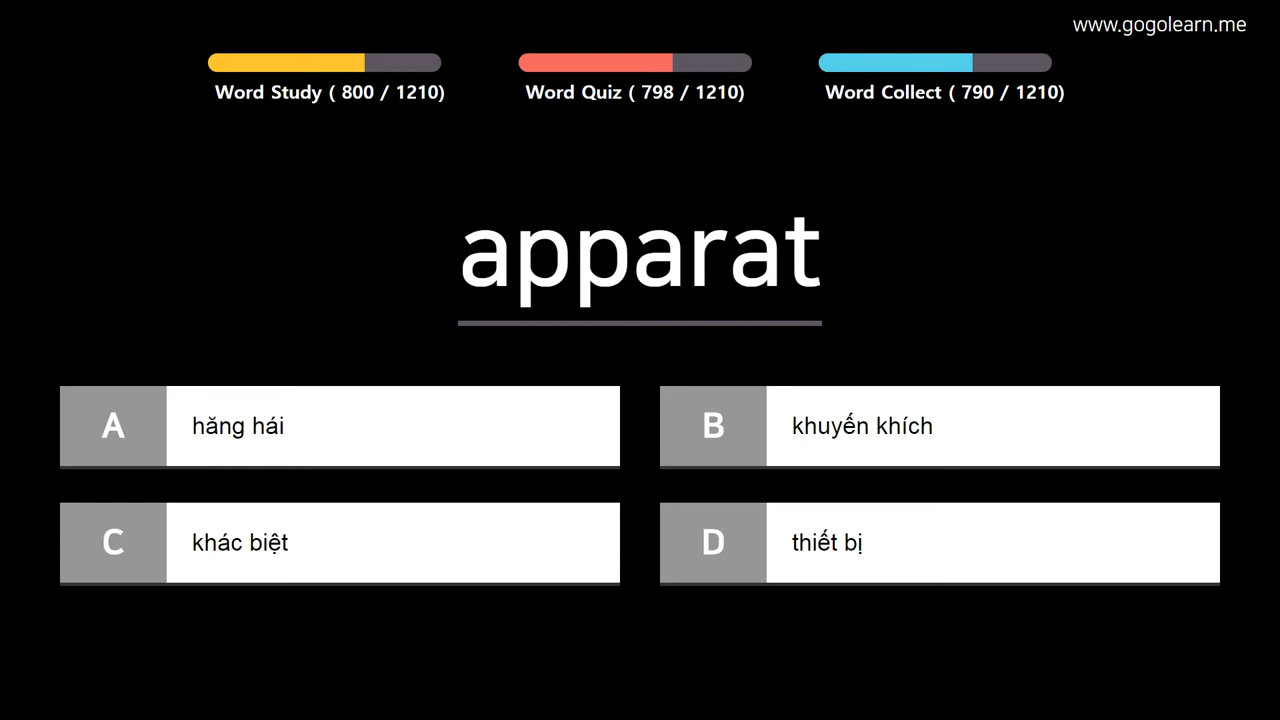 www.gogolearn.me
Word Study ( 800 / 1210)
Word Quiz ( 798 / 1210)
Word Collect ( 790 / 1210)
apparat
A
hăng hái
B
khuyến khích
C
khác biệt
D
thiết bị